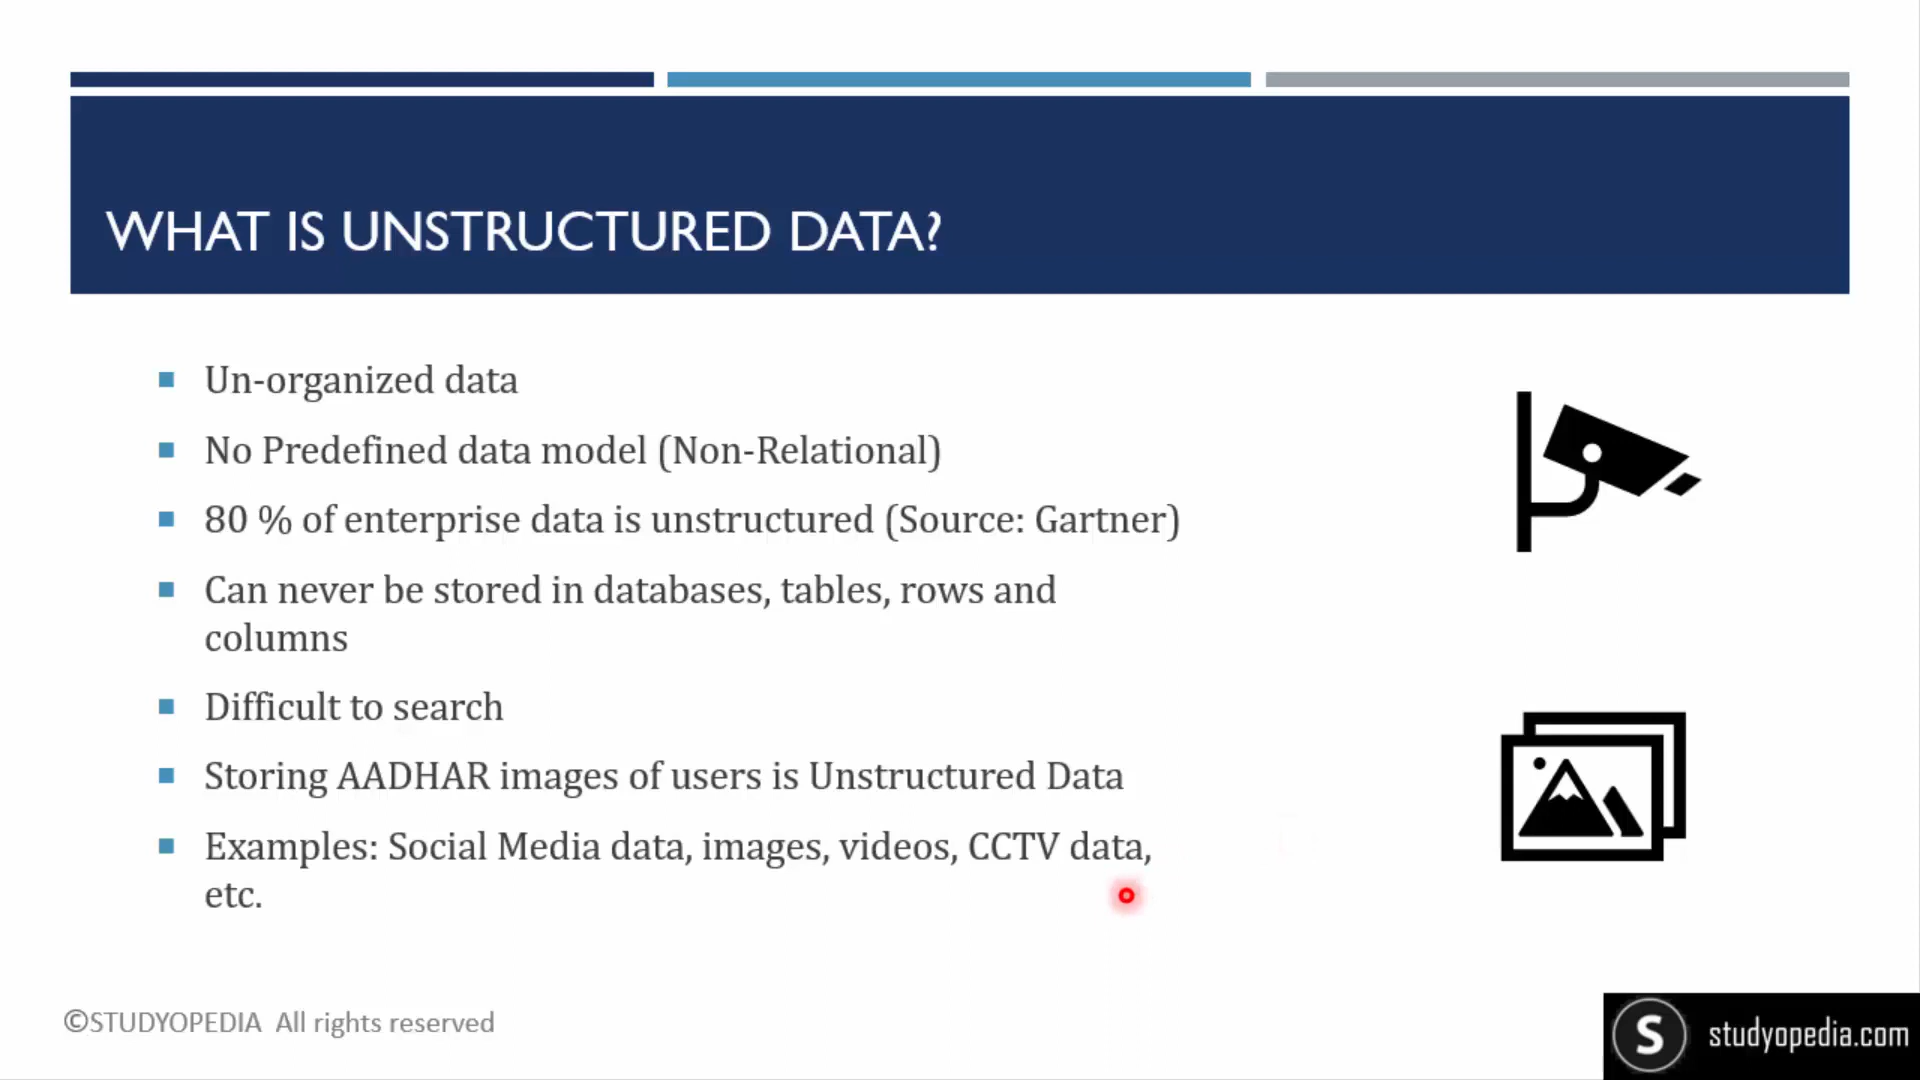 WHAT IS UNSTRUCTURED DATA?
Un-organized data
No Predefined data model (Non-Relational)
80 % of enterprise data is unstructured (Source: Gartner)
Can never be stored in databases, tables, rows and
columns
Difficult to search
Storing AADHAR images of users is Unstructured Data
Examples: Social Media data, images, videos, CCTV data,
etc.
©STUDYOPEDIA All rights reserved
S studyopedia.com